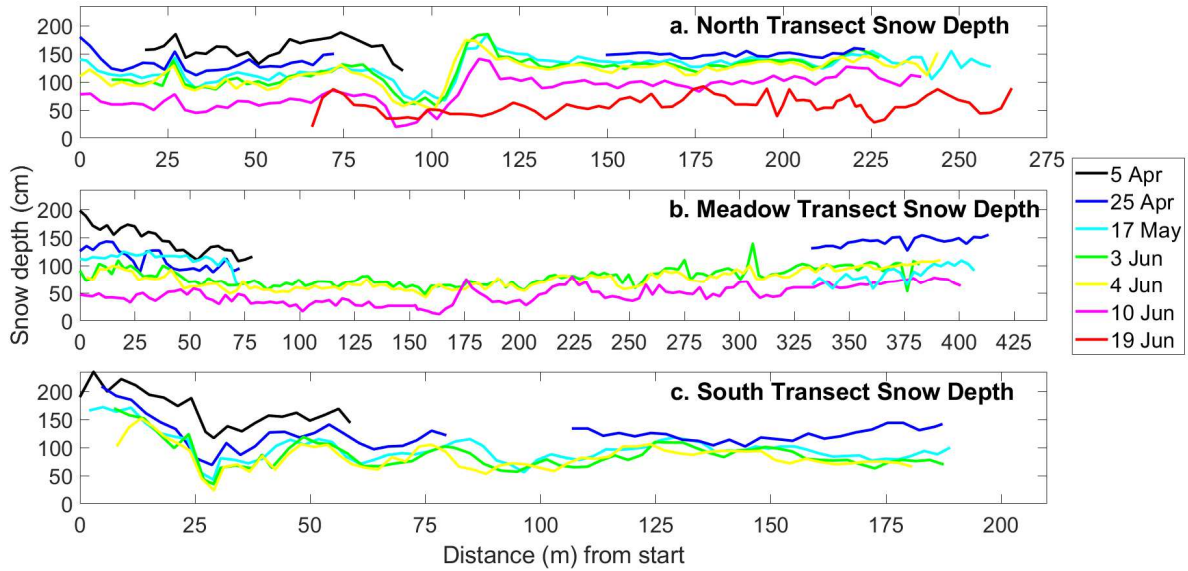 a. North Transect Snow Depth
200
150
100
50
0
0 25 50 75 100 125 150 175 200 225 250 275
b. Meadow Transect Snow Depth
200
150
100
50
0
0 25 50 75 100 125 150 175 200 225 250 275 300 325 350 375 400 425
c. South Transect Snow Depth
200
150
100
50
0
0 25 50 75 100 125 150 175 200
Snow depth (cm)
Distance (m) from start
5 Apr
25 Apr
17 May
3 Jun
4 Jun
10 Jun
19 Jun